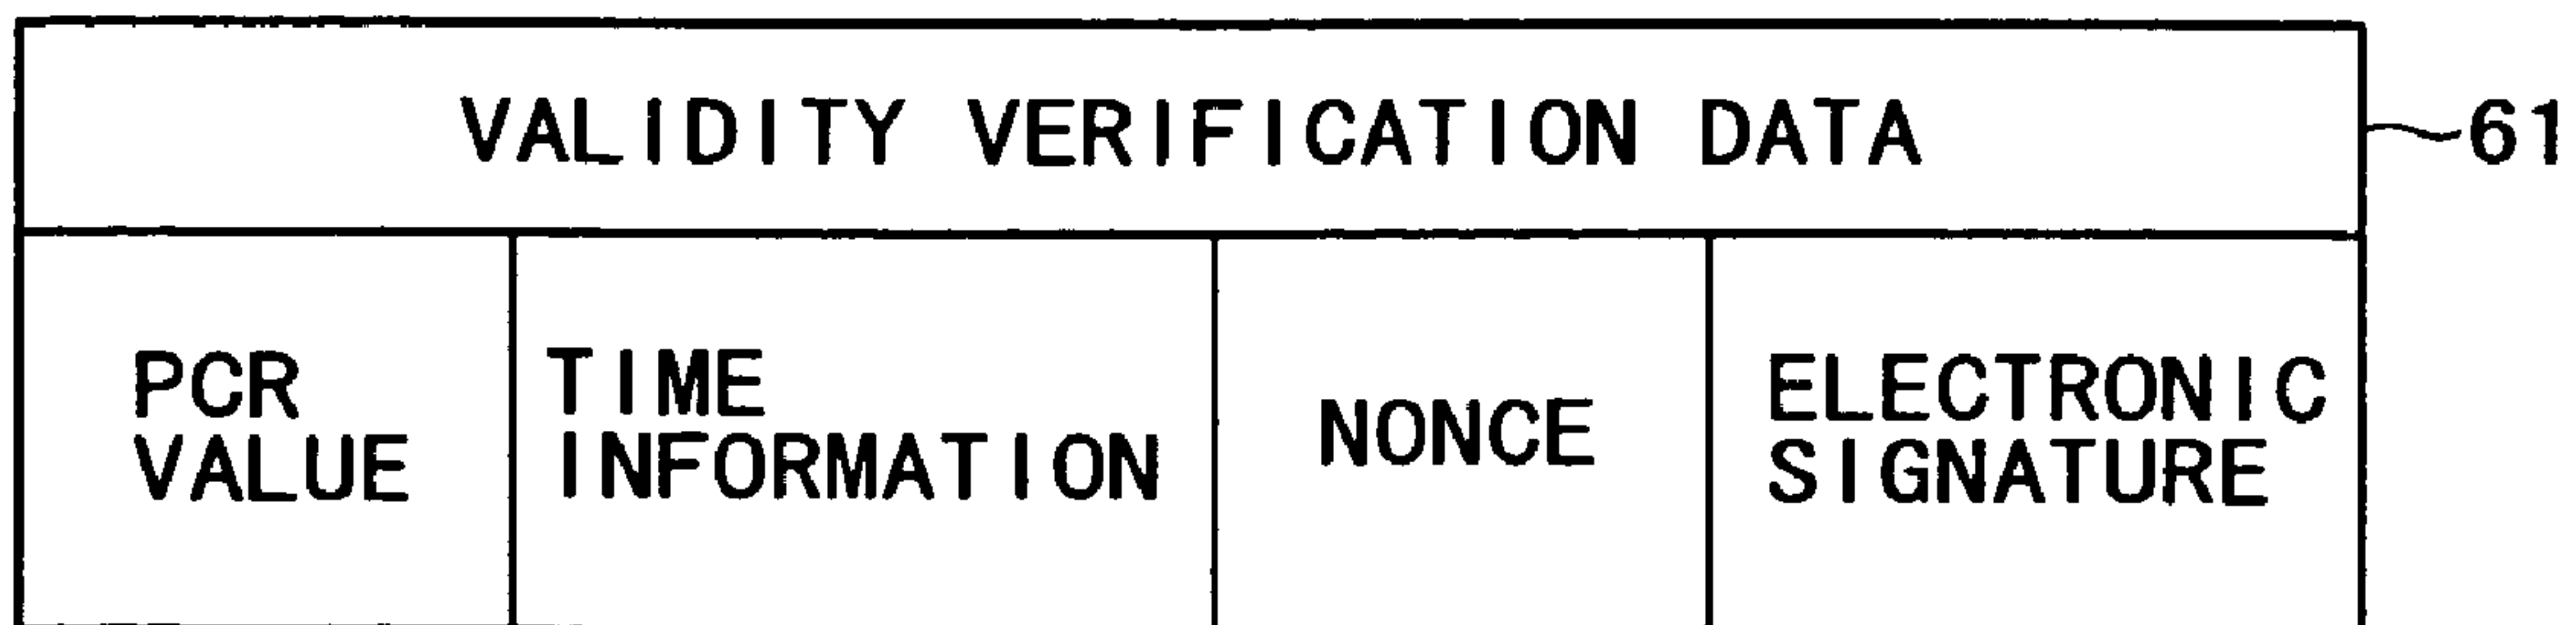 VALIDITY VERIFICATION DATA
61
PCR
VALUE
TIME
INFORMATION
NONCE
ELECTRONIC
SIGNATURE